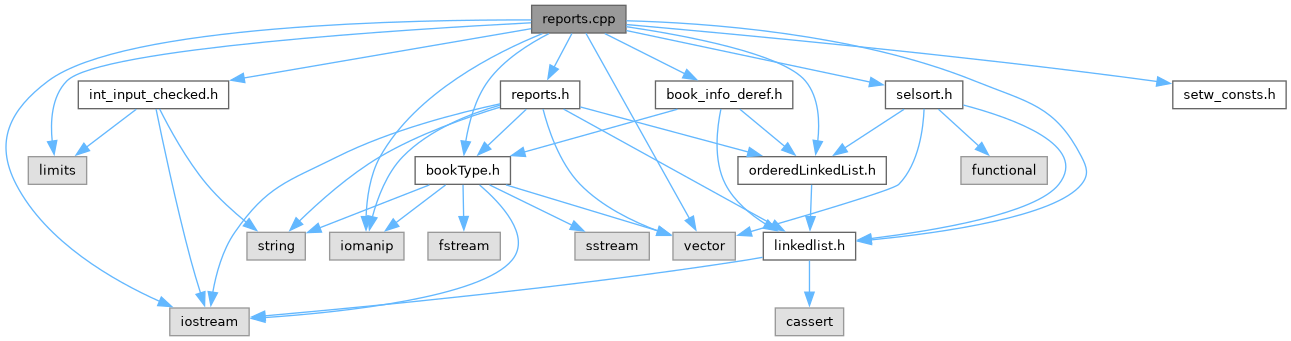 reports.cpp
int_input_checked.h
reports.h
book_info_deref.h
selsort.h
setw_consts.h
limits
bookType.h
orderedLinkedList.h
functional
string
iomanip
fstream
sstream
vector
linkedlist.h
iostream
cassert